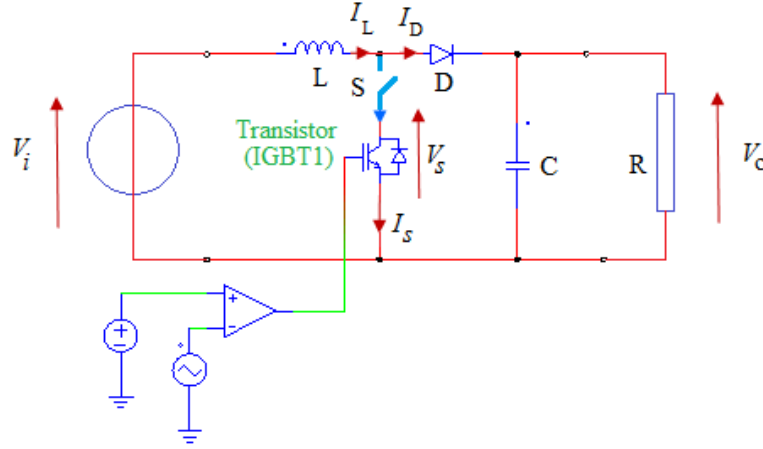 I_L I_D
L S D
Transistor
(IGBT1)
V_i V_s C R V_o
I_s
+
−
+
−